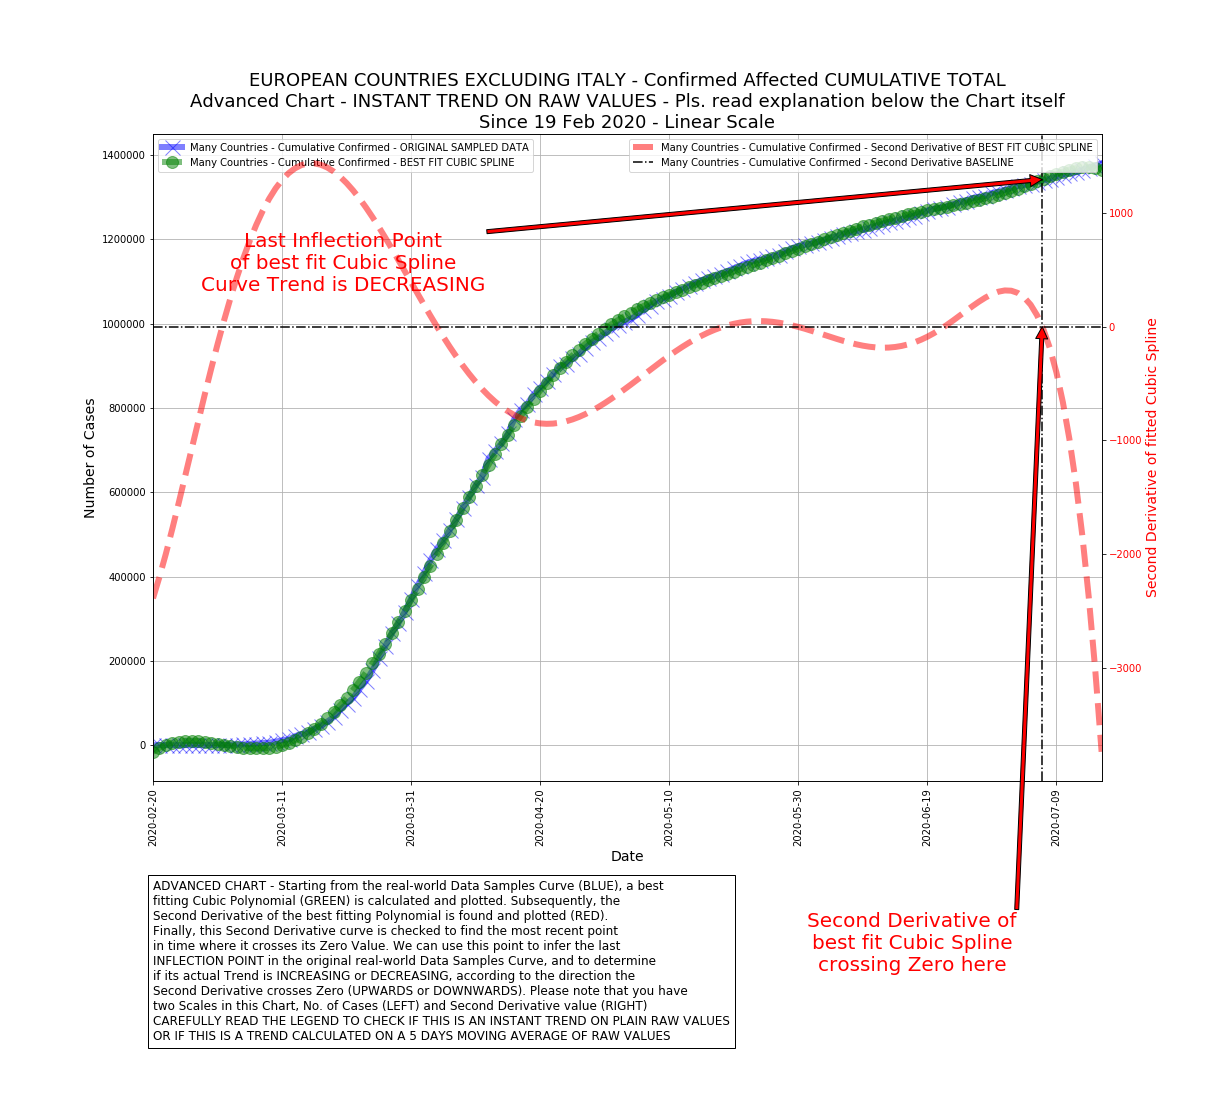 EUROPEAN COUNTRIES EXCLUDING ITALY - Confirmed Affected CUMULATIVE TOTAL
Advanced Chart - INSTANT TREND ON RAW VALUES - Pls. read explanation below the Chart itself
Since 19 Feb 2020 - Linear Scale
Many Countries - Cumulative Confirmed - ORIGINAL SAMPLED DATA
Many Countries - Cumulative Confirmed - BEST FIT CUBIC SPLINE
Many Countries - Cumulative Confirmed - Second Derivative of BEST FIT CUBIC SPLINE
Many Countries - Cumulative Confirmed - Second Derivative BASELINE
Last Inflection Point
of best fit Cubic Spline
Curve Trend is DECREASING
Number of Cases
1400000
1200000
1000000
800000
600000
400000
200000
0
1000
0
−1000
−2000
−3000
Second Derivative of fitted Cubic Spline
2020-02-20
2020-03-11
2020-03-31
2020-04-20
2020-05-10
2020-05-30
2020-06-19
2020-07-09
Date
Second Derivative of
best fit Cubic Spline
crossing Zero here
ADVANCED CHART - Starting from the real-world Data Samples Curve (BLUE), a best
fitting Cubic Polynomial (GREEN) is calculated and plotted. Subsequently, the
Second Derivative of the best fitting Polynomial is found and plotted (RED).
Finally, this Second Derivative curve is checked to find the most recent point
in time where it crosses its Zero Value. We can use this point to infer the last
INFLECTION POINT in the original real-world Data Samples Curve, and to determine
if its actual Trend is INCREASING or DECREASING, according to the direction the
Second Derivative crosses Zero (UPWARDS or DOWNWARDS). Please note that you have
two Scales in this Chart, No. of Cases (LEFT) and Second Derivative value (RIGHT)
CAREFULLY READ THE LEGEND TO CHECK IF THIS IS AN INSTANT TREND ON PLAIN RAW VALUES
OR IF THIS IS A TREND CALCULATED ON A 5 DAYS MOVING AVERAGE OF RAW VALUES